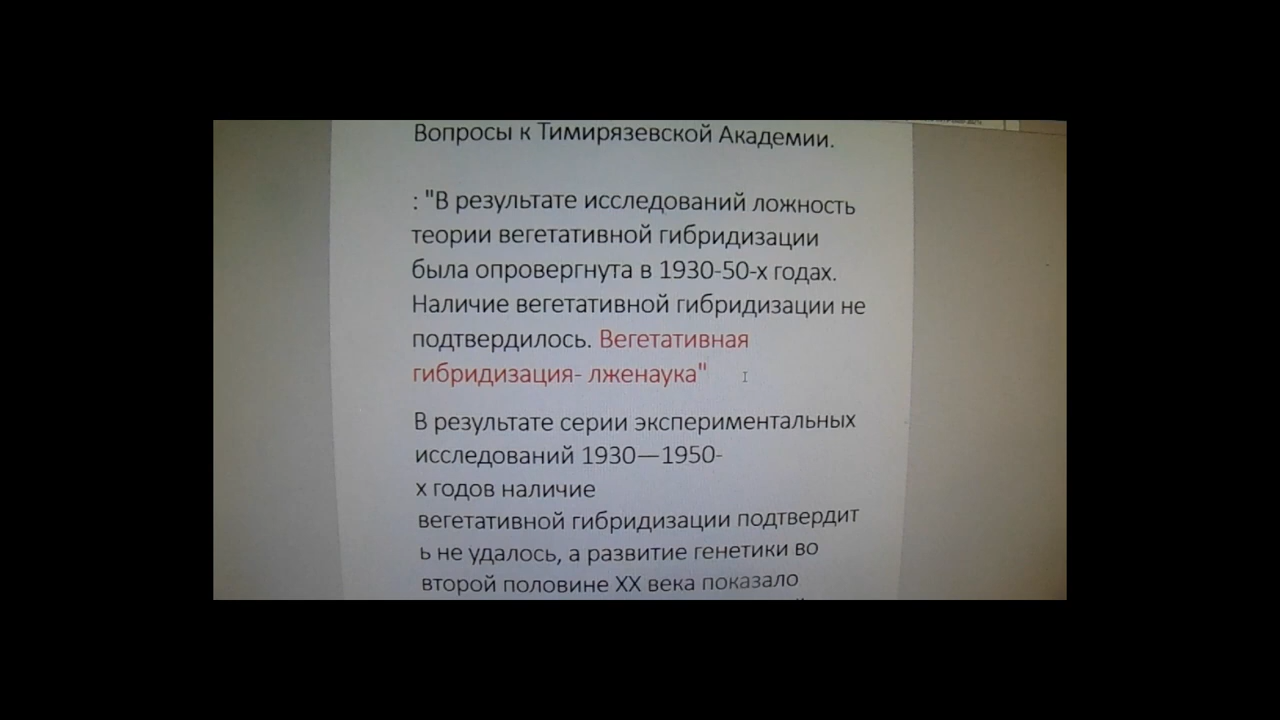 Вопросы к Тимирязевской Академии.
: "В результате исследований ложность
теории вегетативной гибридизации
была опровергнута в 1930-50-х годах.
Наличие вегетативной гибридизации не
подтвердилось. Вегетативная
гибридизация- лженаука"
В результате серии экспериментальных
исследований 1930—1950-
х годов наличие
вегетативной гибридизации подтвердит
ь не удалось, а развитие генетики во
второй половине XX века показало